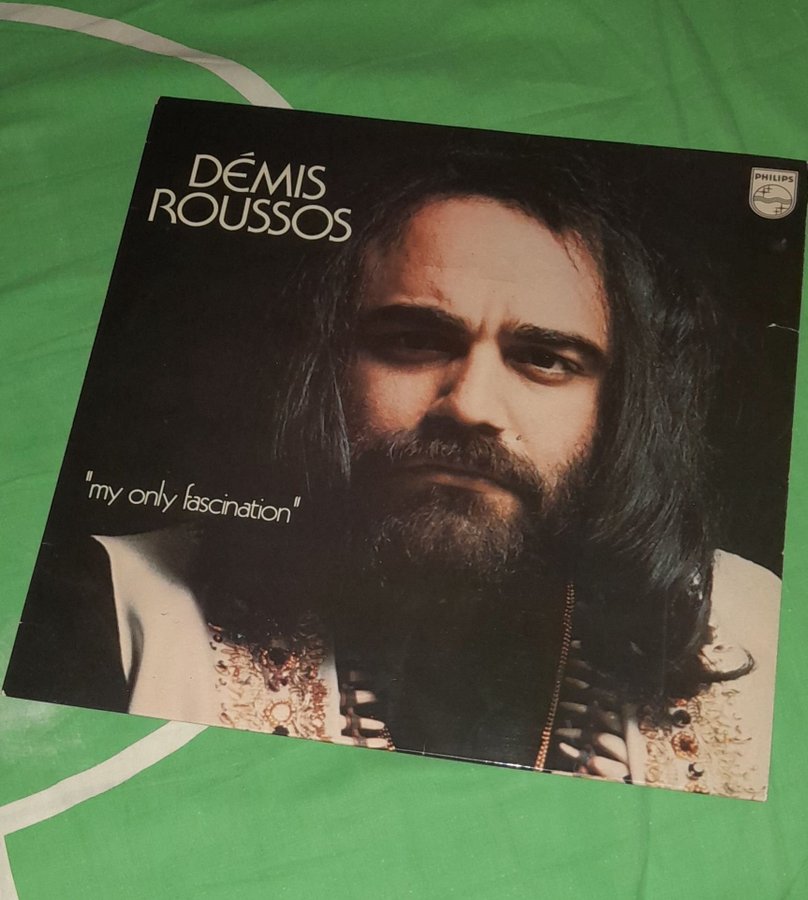 DÉMIS
ROUSSOS
PHILIPS
"my only fascination"